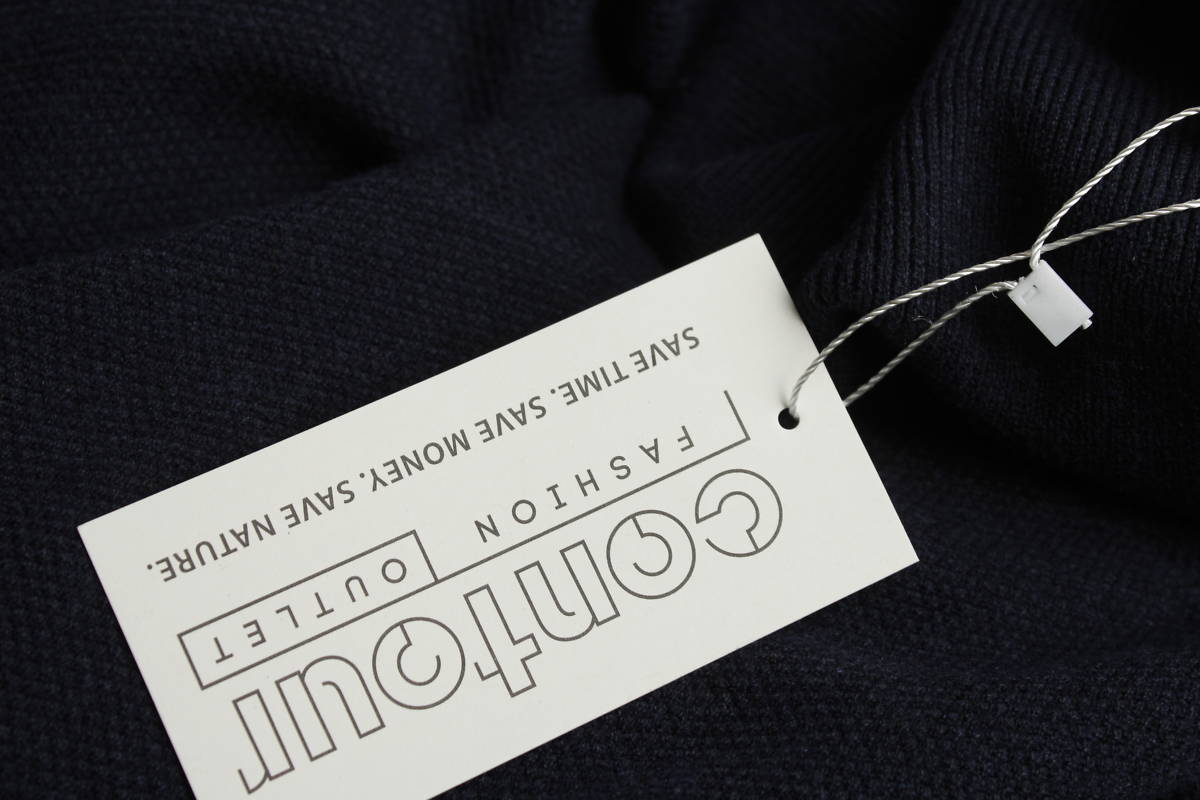 contour
FASHION OUTLET
SAVE TIME. SAVE MONEY. SAVE NATURE.